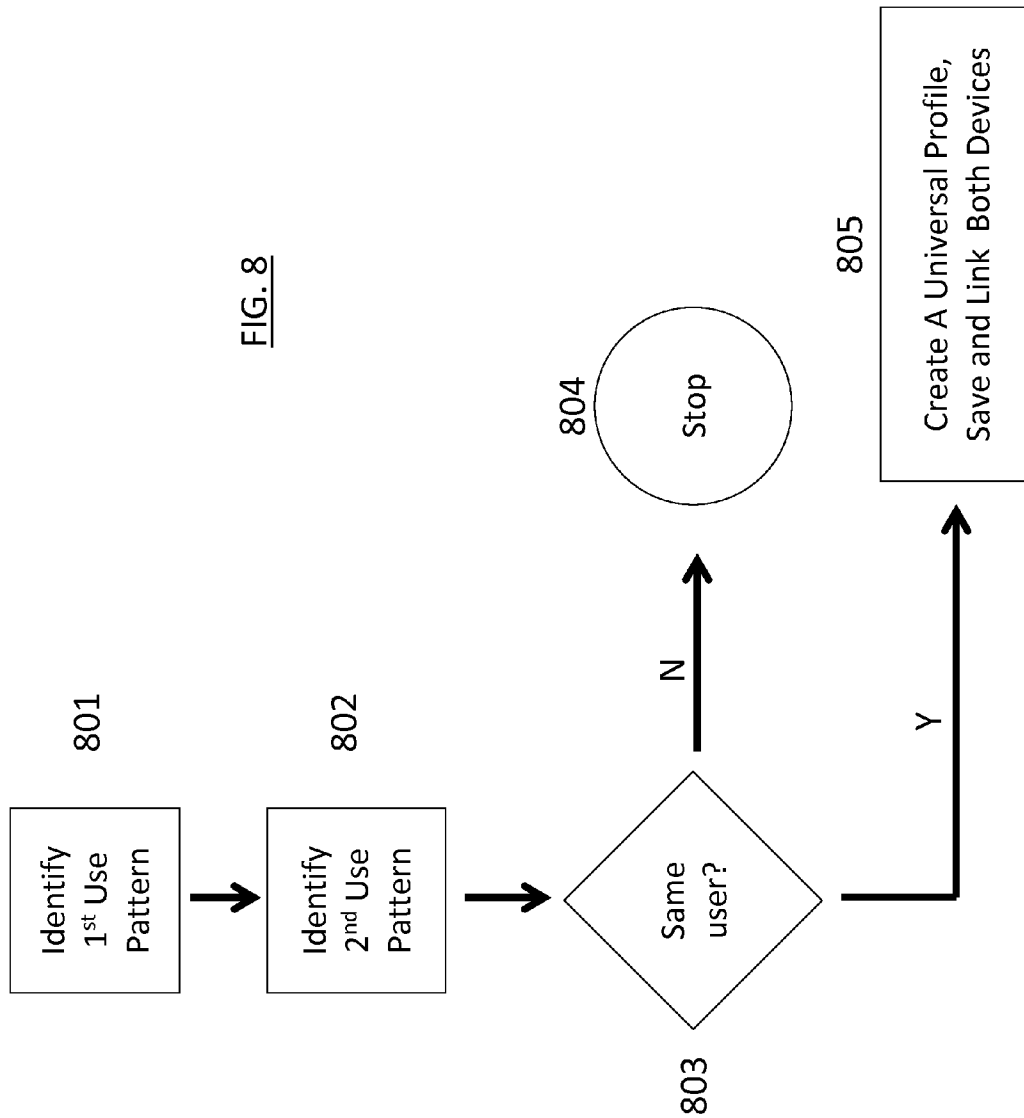 801
Identify
1st Use
Pattern
802
Identify
2nd Use
Pattern
803
Same
user?
N
804
Stop
Y
805
Create A Universal Profile,
Save and Link Both Devices
FIG. 8